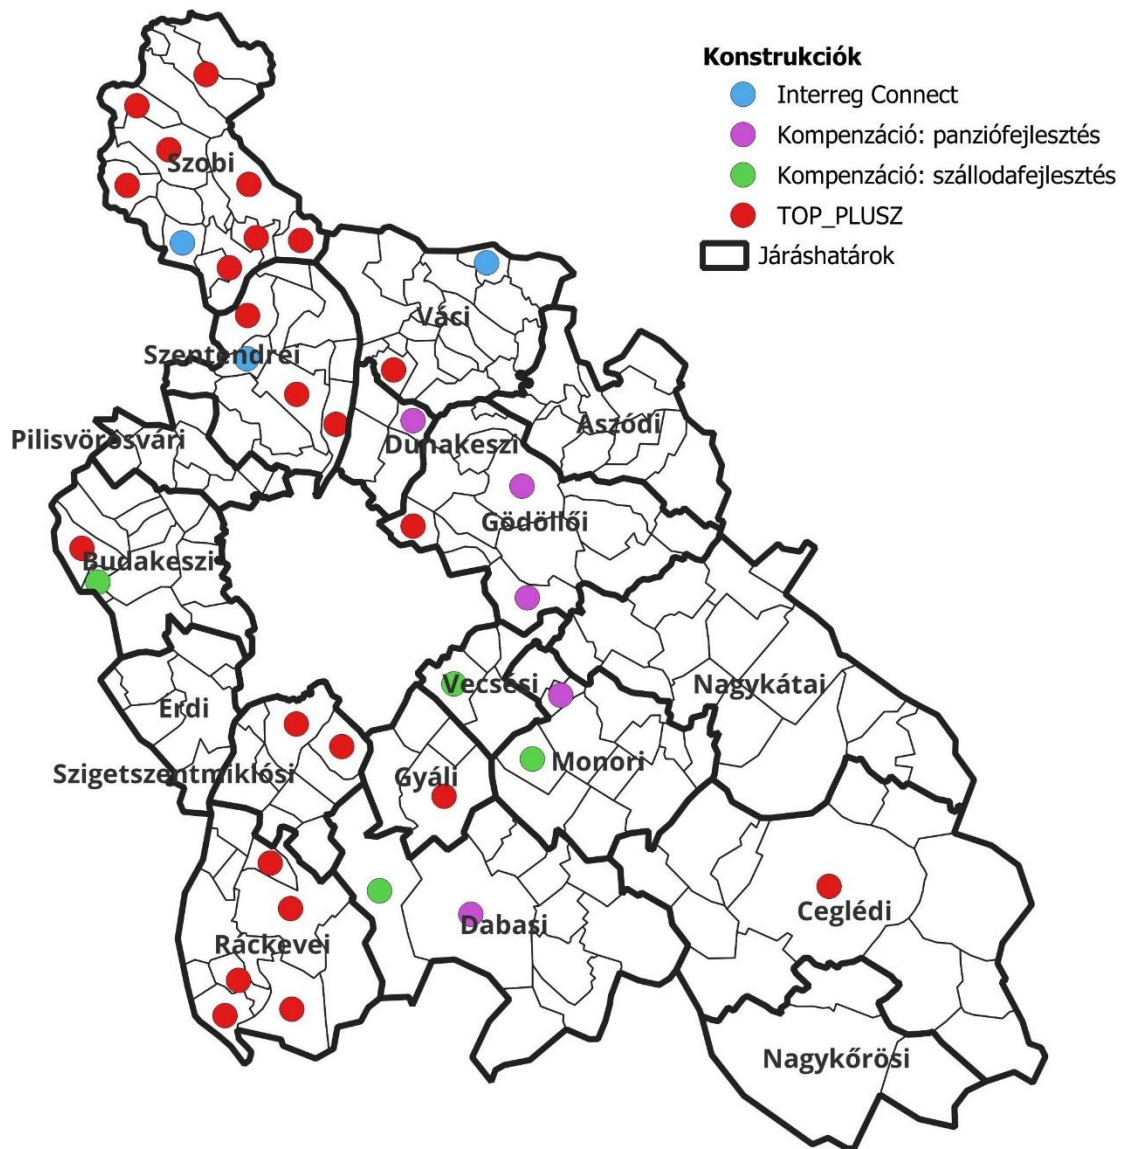 Konstrukciók
Interreg Connect
Kompenzáció: panziófejlesztés
Kompenzáció: szállodafejlesztés
TOP_PLUSZ
Járáshatárok
Szobi
Váci
Szentendrei
Aszódi
Pilisvörösvári
Dunakeszi
Gödöllői
Budakeszi
Vecsési
Nagykátai
Érdi
Monori
Szigetszentmiklósi
Gyáli
Ceglédi
Dabasi
Ráckevei
Nagykőrösi